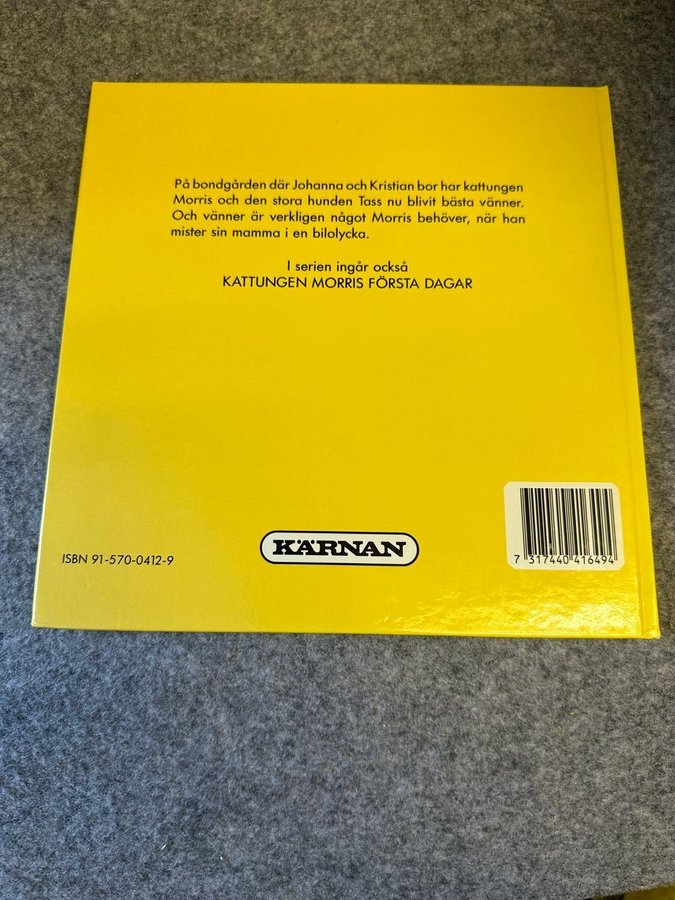 På bondgården där Johanna och Kristian bor har kattungen
Morris och den stora hunden Tass nu blivit bästa vänner.
Och vänner är verkligen något Morris behöver, när han
mister sin mamma i en bilolycka.
I serien ingår också
KATTUNGEN MORRIS FÖRSTA DAGAR
ISBN 91-570-0412-9
KÄRNAN
7 317440 416494